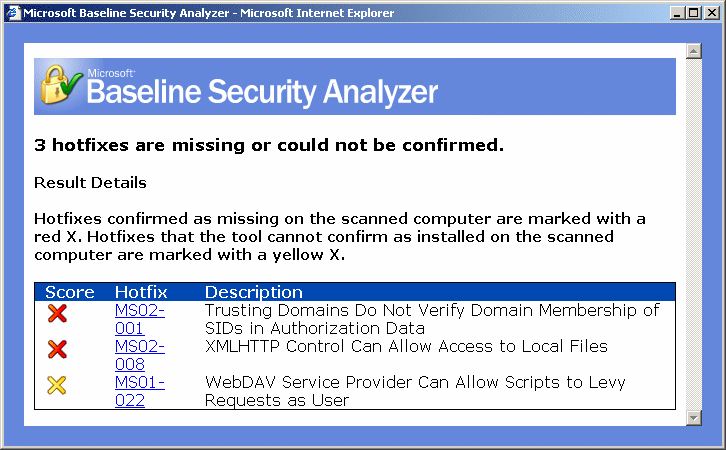 Microsoft Baseline Security Analyzer - Microsoft Internet Explorer
Microsoft
Baseline Security Analyzer
3 hotfixes are missing or could not be confirmed.
Result Details
Hotfixes confirmed as missing on the scanned computer are marked with a
red X. Hotfixes that the tool cannot confirm as installed on the scanned
computer are marked with a yellow X.
Score Hotfix Description
MS02- Trusting Domains Do Not Verify Domain Membership of
001 SIDs in Authorization Data
MS02- XMLHTTP Control Can Allow Access to Local Files
008
MS01- WebDAV Service Provider Can Allow Scripts to Levy
022 Requests as User